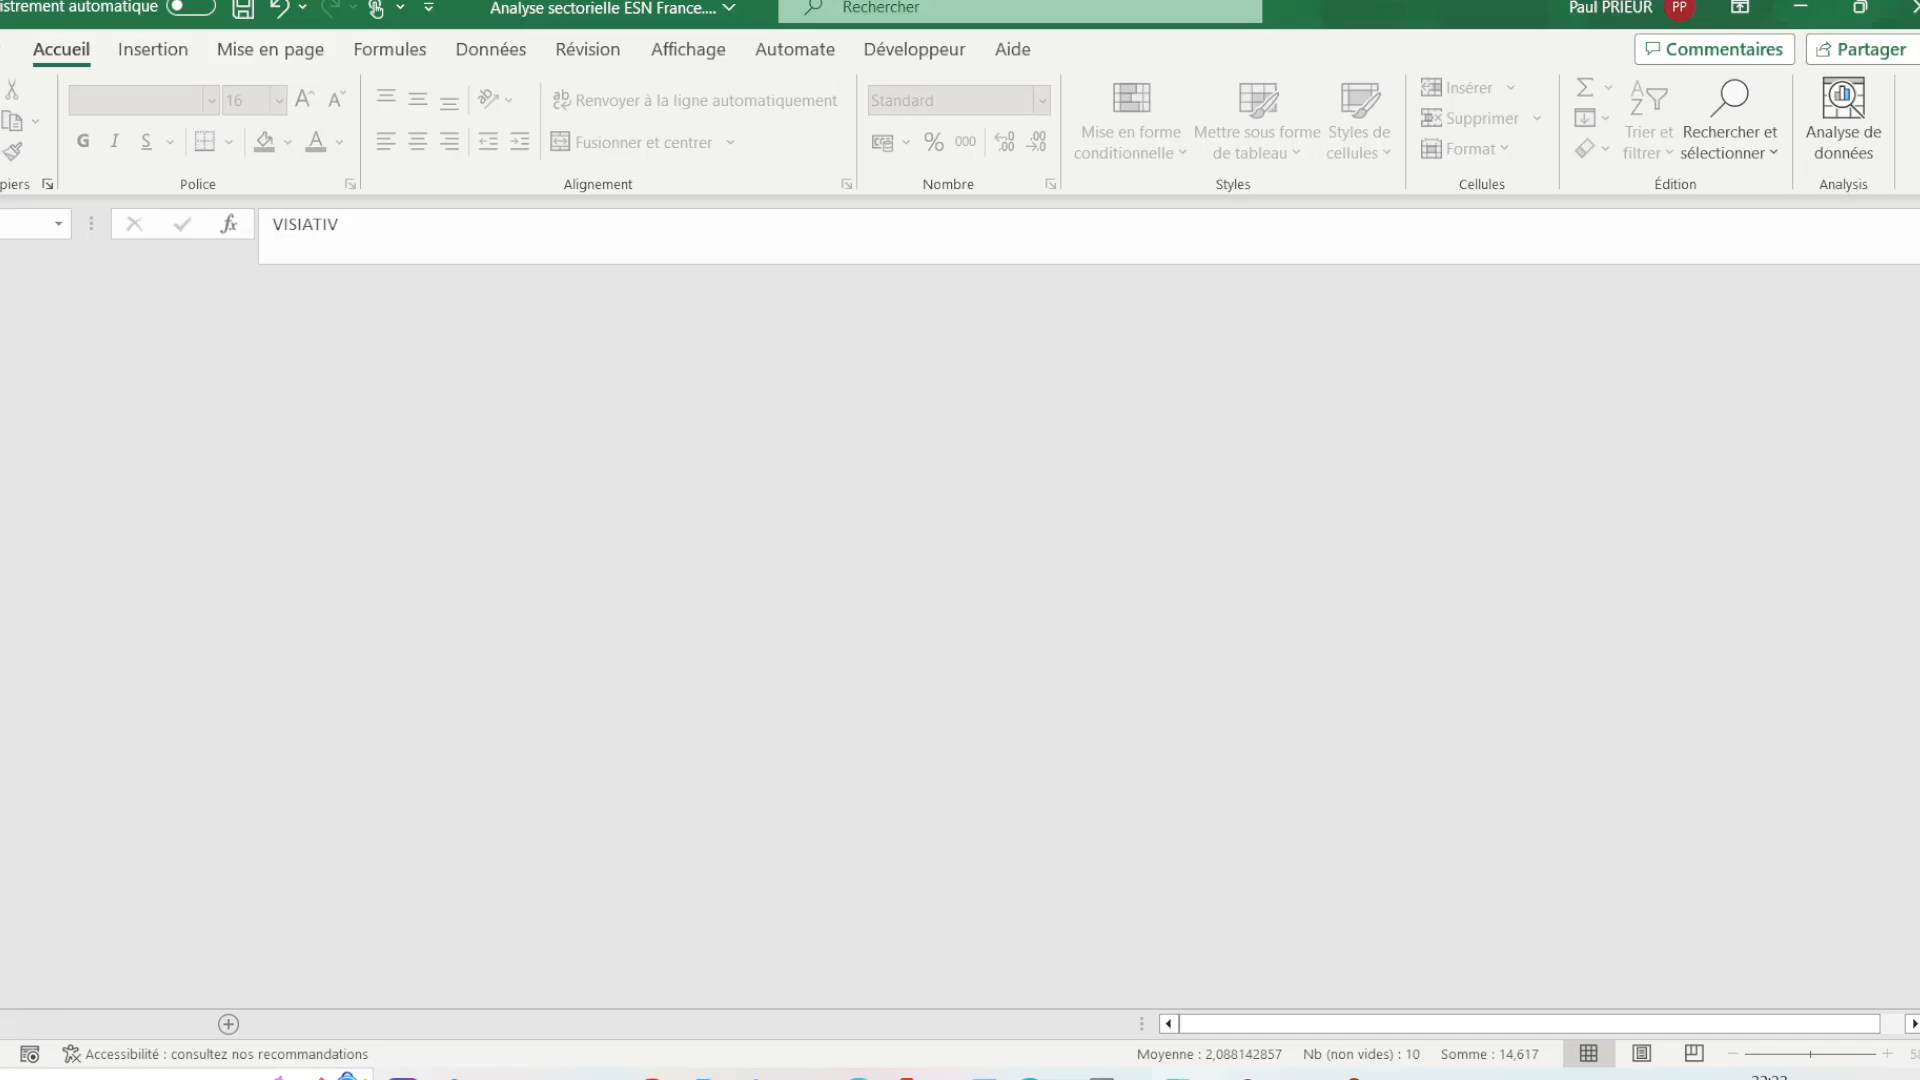 istrement automatique
Analyse sectorielle ESN France....
Rechercher
Paul PRIEUR
PP
Accueil Insertion Mise en page Formules Données Révision Affichage Automate Développeur Aide
Commentaires
Partager
16
Renvoyer à la ligne automatiquement
Standard
Insérer
G I S
Fusionner et centrer
% 000
Mise en forme conditionnelle
Mettre sous forme de tableau
Styles de cellules
Supprimer
Format
Trier et filtrer
Rechercher et sélectionner
Analyse de données
piers
Police
Alignement
Nombre
Styles
Cellules
Édition
Analysis
fx
VISIATIV
Accessibilité : consultez nos recommandations
Moyenne : 2,088142857
Nb (non vides) : 10
Somme : 14,617